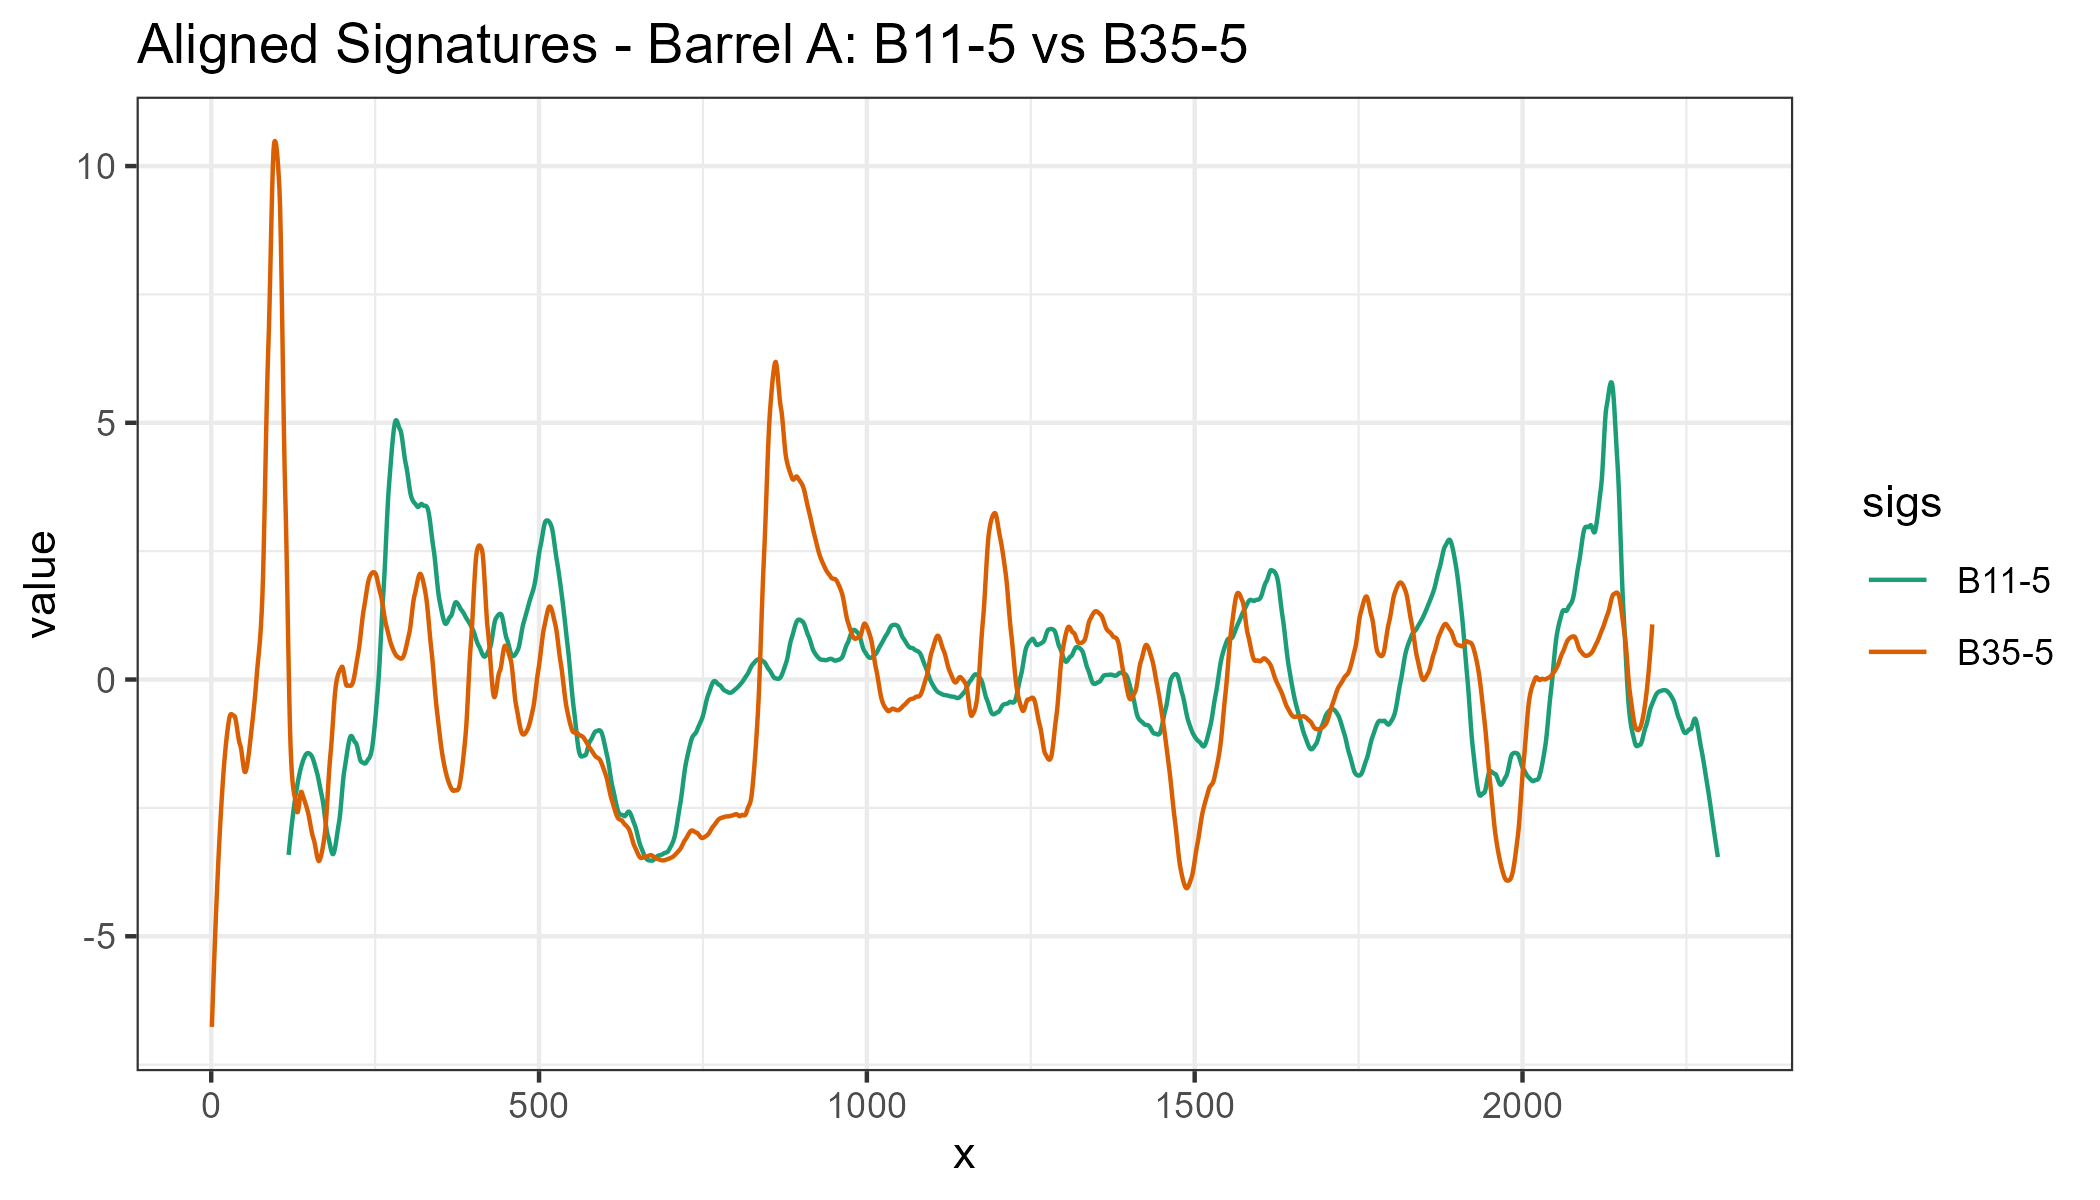 Aligned Signatures - Barrel A: B11-5 vs B35-5
10
5
0
-5
value
0 500 1000 1500 2000
x
sigs
B11-5
B35-5